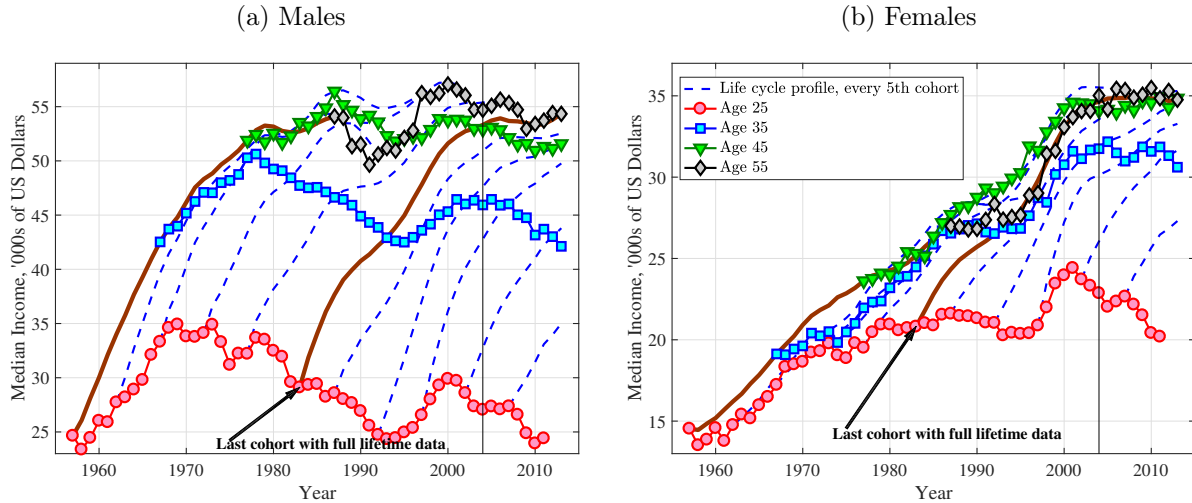 (a) Males
(b) Females
Median Income, '000s of US Dollars
55
50
45
40
35
30
25
1960
1970
1980
1990
2000
2010
Year
Last cohort with full lifetime data
Median Income, '000s of US Dollars
35
30
25
20
15
1960
1970
1980
1990
2000
2010
Year
Life cycle profile, every 5th cohort
Age 25
Age 35
Age 45
Age 55
Last cohort with full lifetime data